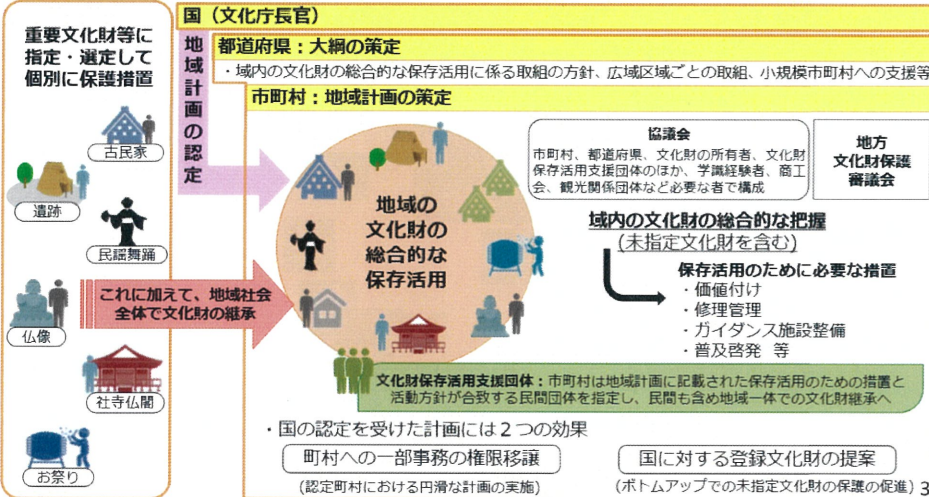 国（文化庁長官）
重要文化財等に
指定・選定して
個別に保護措置
古民家
遺跡
民謡舞踊
仏像
社寺仏閣
お祭り
地域計画の認定
都道府県：大綱の策定
・域内の文化財の総合的な保存活用に係る取組の方針、広域区域ごとの取組、小規模市町村への支援等
市町村：地域計画の策定
これに加えて、地域社会
全体で文化財の継承
地域の
文化財の
総合的な
保存活用
協議会
市町村、都道府県、文化財の所有者、文化財
保存活用支援団体のほか、学識経験者、商工
会、観光関係団体など必要な者で構成
地方
文化財保護
審議会
域内の文化財の総合的な把握
(未指定文化財を含む)
保存活用のために必要な措置
・価値付け
・修理管理
・ガイダンス施設整備
・普及啓発 等
文化財保存活用支援団体：市町村は地域計画に記載された保存活用のための措置と
活動方針が合致する民間団体を指定し、民間も含め地域一体での文化財継承へ
・国の認定を受けた計画には２つの効果
町村への一部事務の権限移譲
(認定町村における円滑な計画の実施)
国に対する登録文化財の提案
(ボトムアップでの未指定文化財の保護の促進)
3